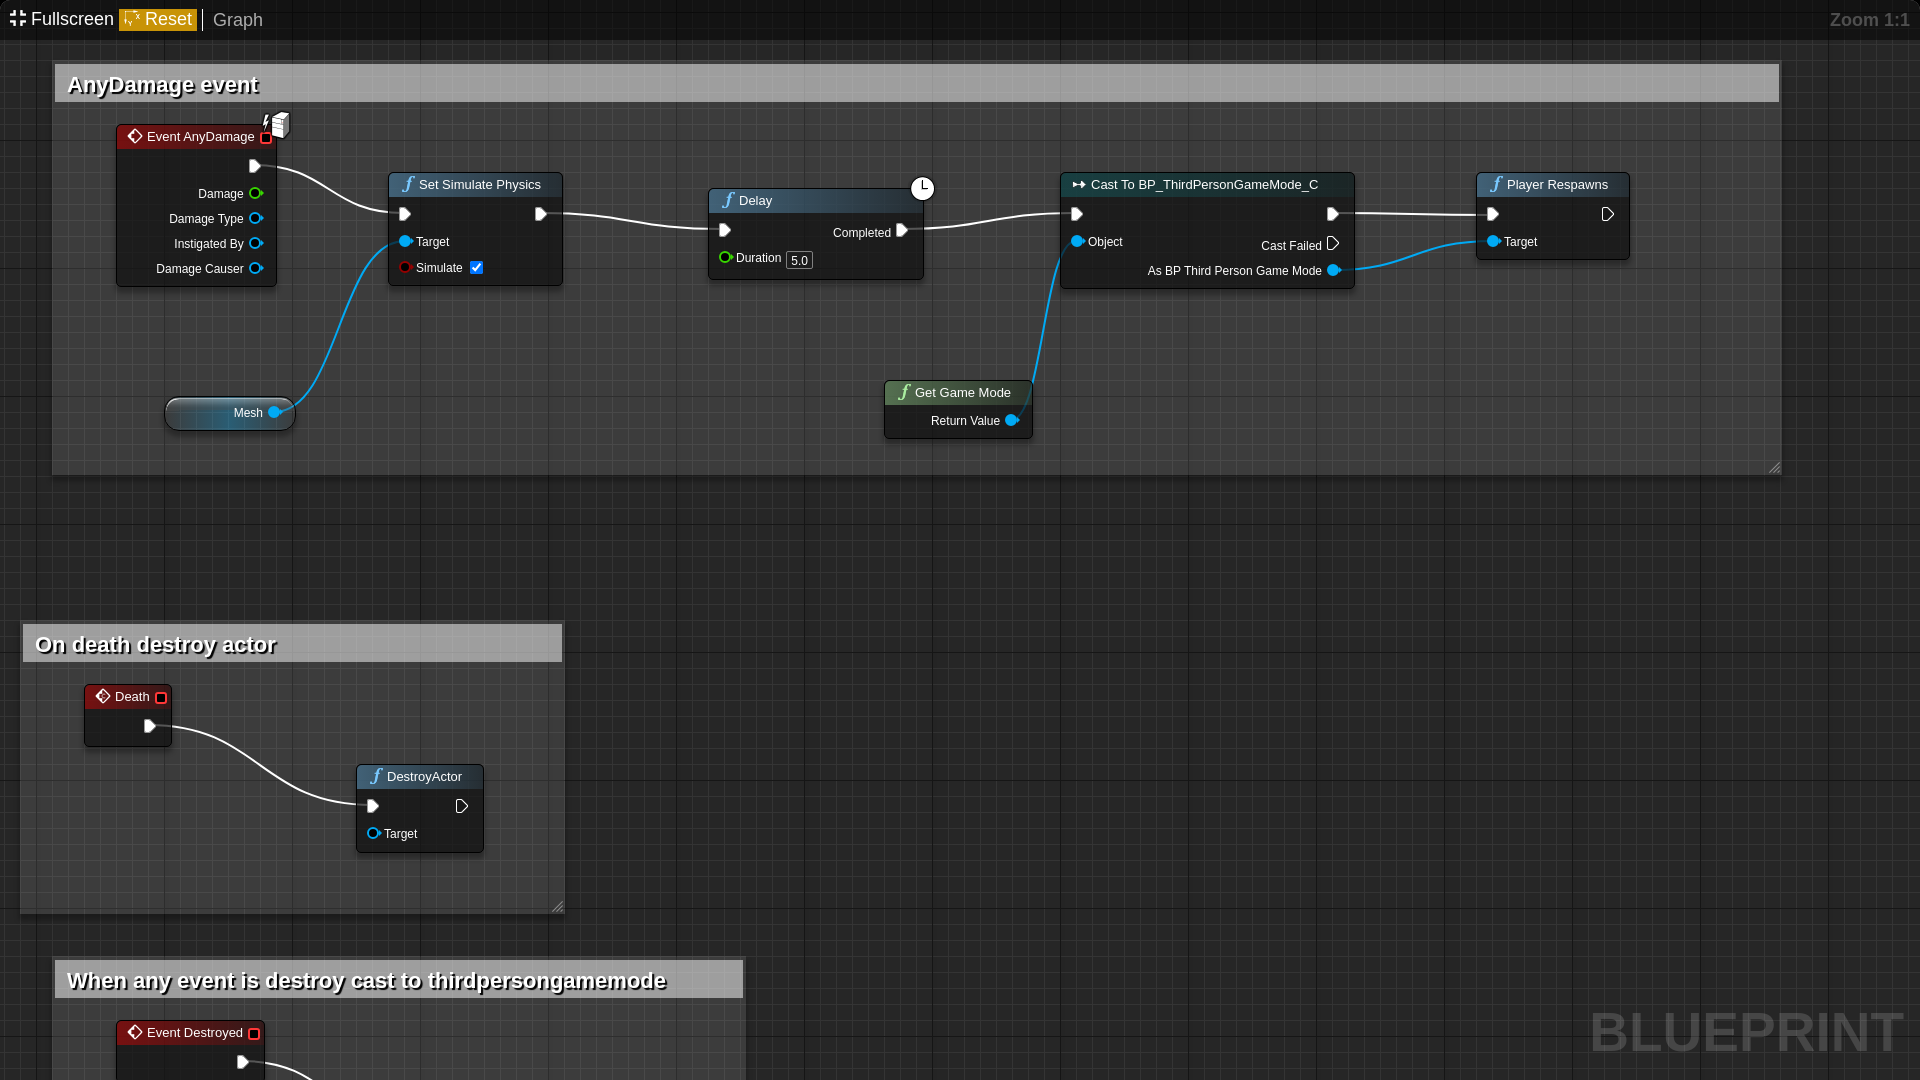 Fullscreen Reset Graph Zoom 1:1
AnyDamage event
Event AnyDamage
Damage
Damage Type
Instigated By
Damage Causer
Set Simulate Physics
Target
Simulate
Delay
Completed
Duration 5.0
Cast To BP_ThirdPersonGameMode_C
Object
Cast Failed
As BP Third Person Game Mode
Player Respawns
Target
Mesh
Get Game Mode
Return Value
On death destroy actor
Death
DestroyActor
Target
When any event is destroy cast to thirdpersongamemode
Event Destroyed
BLUEPRINT